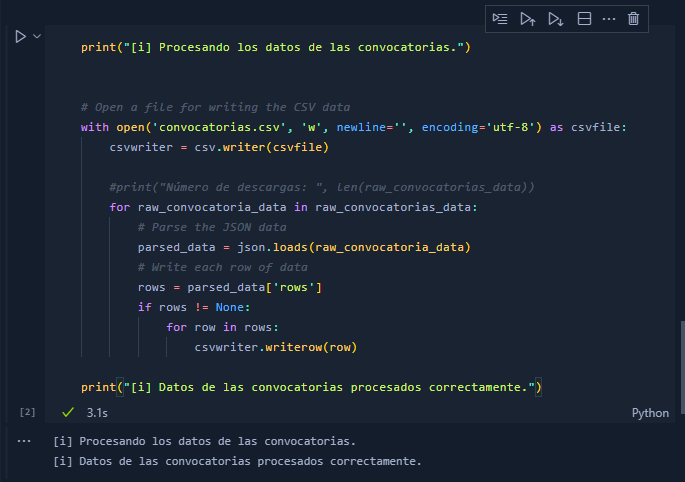 print("[i] Procesando los datos de las convocatorias.")
# Open a file for writing the CSV data
with open('convocatorias.csv', 'w', newline='', encoding='utf-8') as csvfile:
csvwriter = csv.writer(csvfile)
#print("Número de descargas: ", len(raw_convocatorias_data))
for raw_convocatoria_data in raw_convocatorias_data:
# Parse the JSON data
parsed_data = json.loads(raw_convocatoria_data)
# Write each row of data
rows = parsed_data['rows']
if rows != None:
for row in rows:
csvwriter.writerow(row)
print("[i] Datos de las convocatorias procesados correctamente.")
[2] 3.1s Python
[i] Procesando los datos de las convocatorias.
[i] Datos de las convocatorias procesados correctamente.